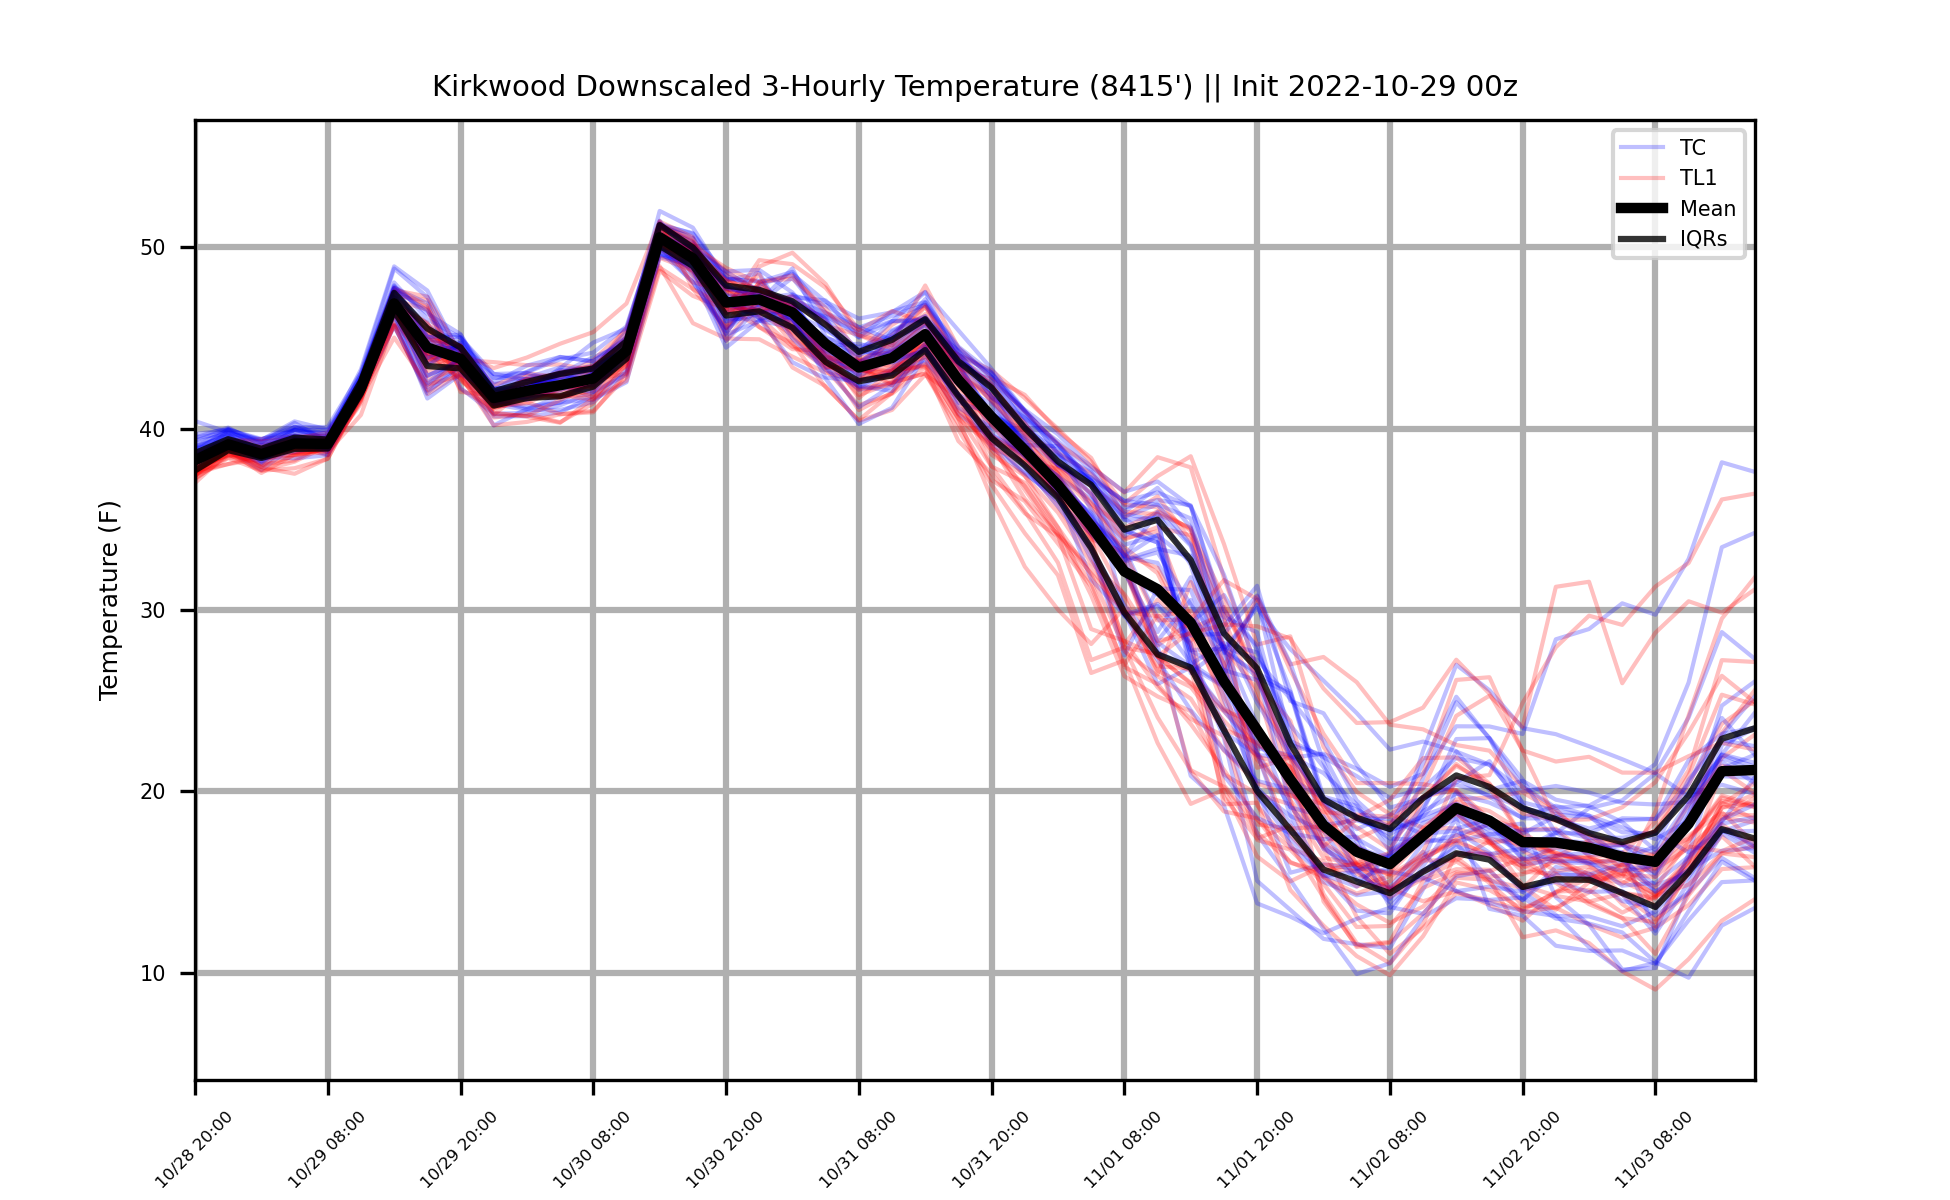 Kirkwood Downscaled 3-Hourly Temperature (8415') || Init 2022-10-29 00z
TC
TL1
Mean
IQRs
Temperature (F)
50
40
30
20
10
10/28 20:00
10/29 08:00
10/29 20:00
10/30 08:00
10/30 20:00
10/31 08:00
10/31 20:00
11/01 08:00
11/01 20:00
11/02 08:00
11/02 20:00
11/03 08:00